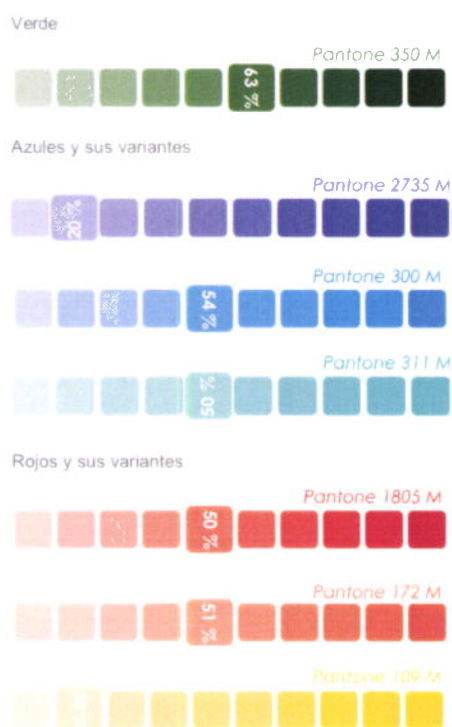 Verde
Pantone 350 M
63 %
Azules y sus variantes
Pantone 2735 M
20 %
Pantone 300 M
54 %
Pantone 311 M
50 %
Rojos y sus variantes
Pantone 1805 M
50 %
Pantone 172 M
51 %
Pantone 109 M